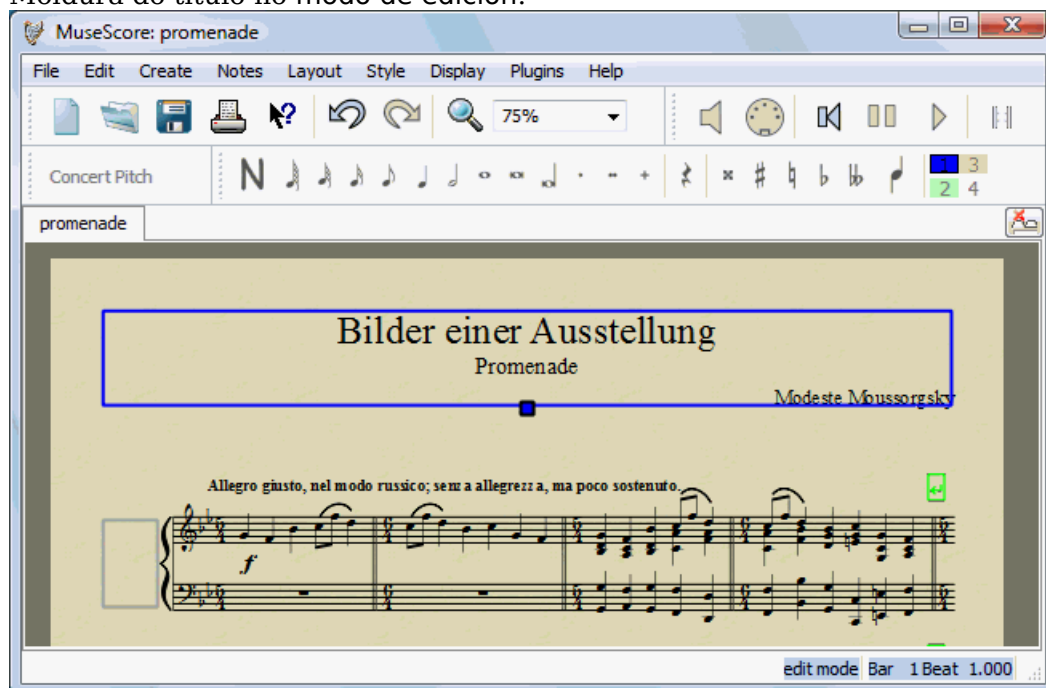 Moldura do título no modo de edición.
MuseScore: promenade
File Edit Create Notes Layout Style Display Plugins Help
75%
Concert Pitch
1 3
2 4
promenade
Bilder einer Ausstellung
Promenade
Modeste Moussorgsky
Allegro giusto, nel modo russico; senza allegrezza, ma poco sostenuto.
f
edit mode Bar 1 Beat 1.000